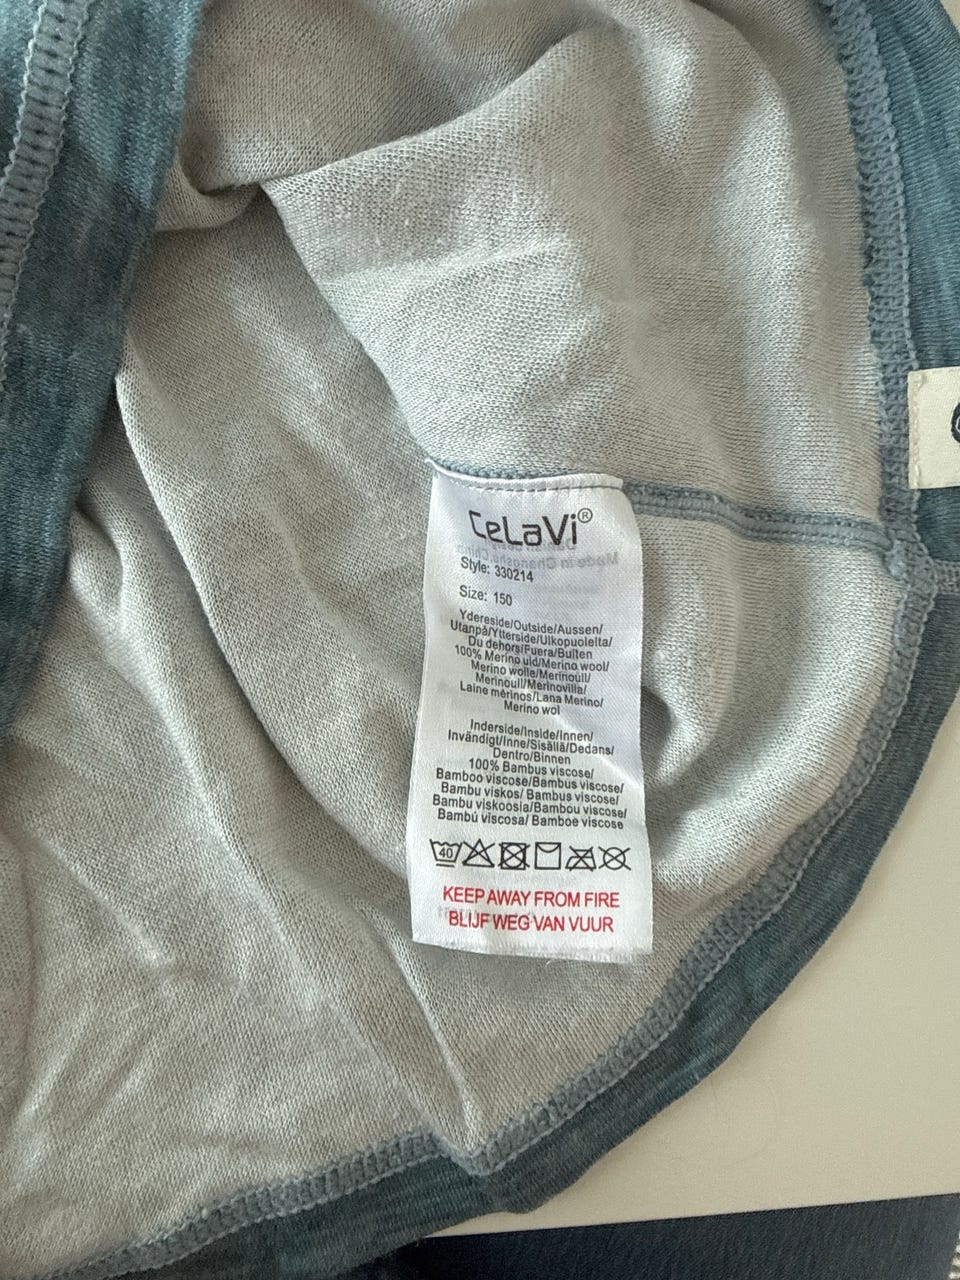 CeLaVi®
Style: 330214
Size: 150
Ydereside/Outside/Aussen/
Utanpå/Ytterside/Ulkopuolelta/
Du dehors/Fuera/Buiten
100% Merino uld/Merino wool/
Merino wolle/Merinoull/
Merinoull/Merinovilla/
Laine mérinos/Lana Merino/
Merino wol
Inderside/Inside/Innen/
Invändigt/Inne/Sisällä/Dedans/
Dentro/Binnen
100% Bambus viscose/
Bamboo viscose/Bambus viscose/
Bambu viskos/ Bambus viscose/
Bambu viskoosia/Bambou viscose/
Bambú viscosa/ Bamboe viscose
40
KEEP AWAY FROM FIRE
BLIJF WEG VAN VUUR